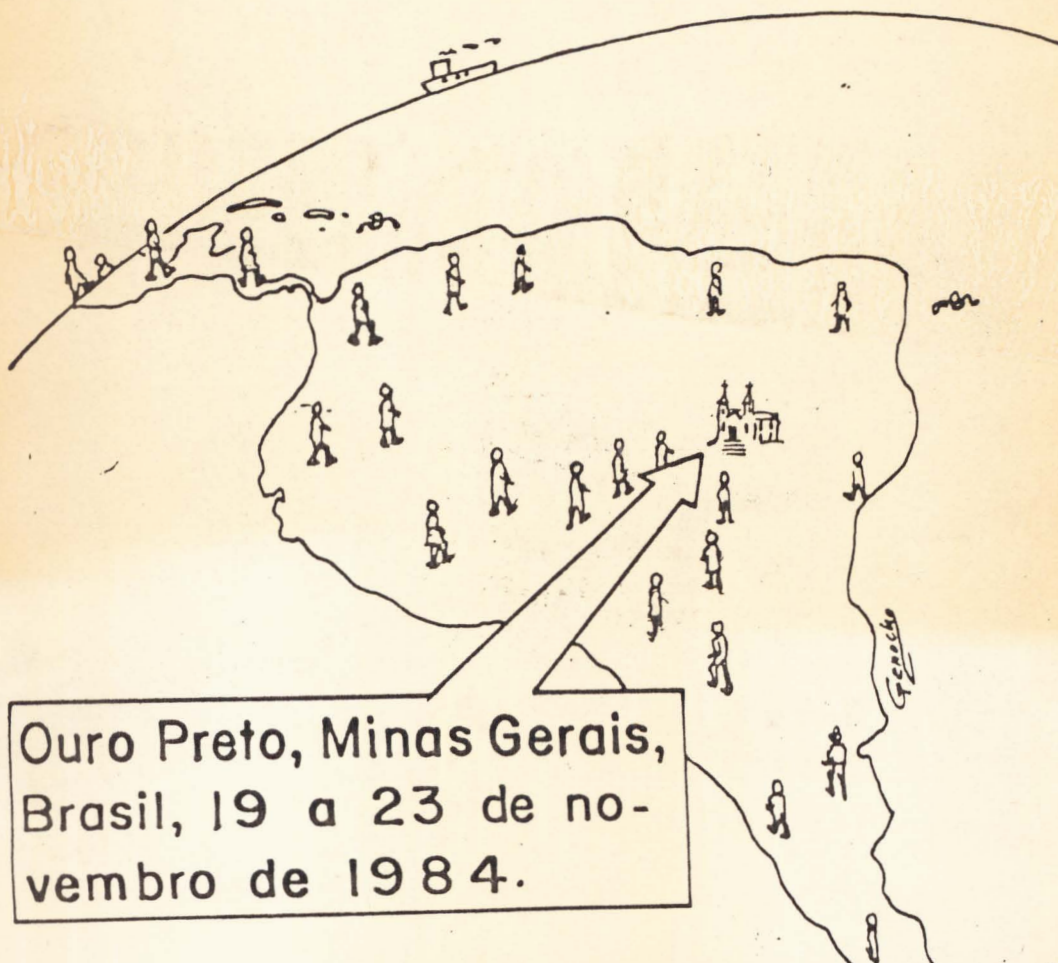 Ouro Preto, Minas Gerais,
Brasil, 19 a 23 de no-
vembro de 1984.